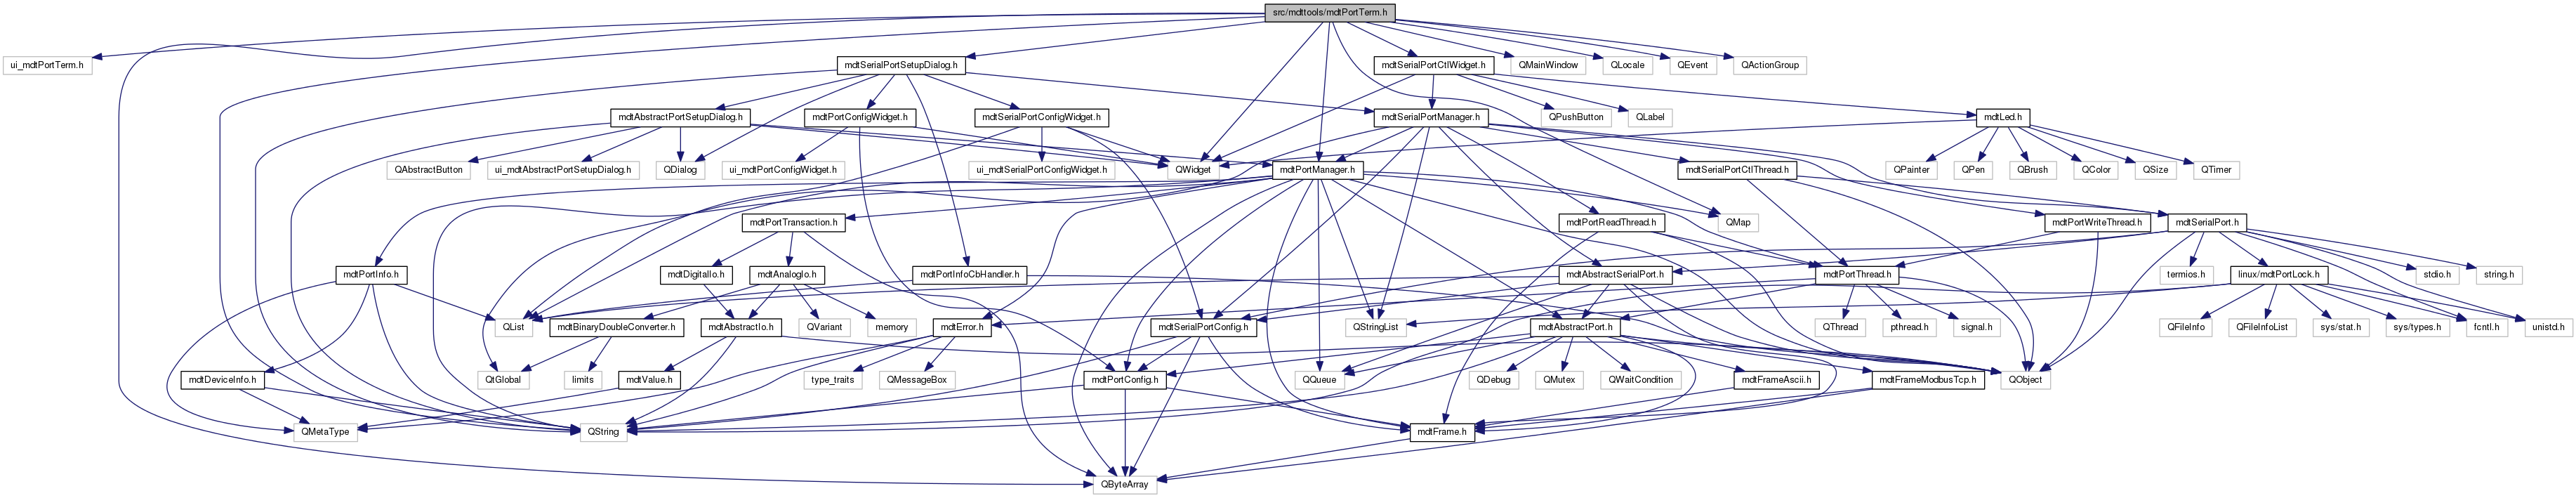 src/mdttools/mdtPortTerm.h
ui_mdtPortTerm.h
mdtSerialPortSetupDialog.h
mdtSerialPortCtlWidget.h
QMainWindow
QLocale
QEvent
QActionGroup
mdtAbstractPortSetupDialog.h
mdtPortConfigWidget.h
mdtSerialPortConfigWidget.h
mdtSerialPortManager.h
QPushButton
QLabel
mdtLed.h
QAbstractButton
ui_mdtAbstractPortSetupDialog.h
QDialog
ui_mdtPortConfigWidget.h
ui_mdtSerialPortConfigWidget.h
QWidget
mdtPortManager.h
mdtSerialPortCtlThread.h
QPainter
QPen
QBrush
QColor
QSize
QTimer
mdtPortTransaction.h
mdtPortReadThread.h
QMap
mdtPortWriteThread.h
mdtSerialPort.h
mdtPortInfo.h
mdtDigitalIo.h
mdtAnalogIo.h
mdtPortInfoCbHandler.h
mdtAbstractSerialPort.h
mdtPortThread.h
termios.h
linux/mdtPortLock.h
stdio.h
string.h
QList
mdtBinaryDoubleConverter.h
mdtAbstractIo.h
QVariant
memory
mdtError.h
mdtSerialPortConfig.h
QStringList
mdtAbstractPort.h
QThread
pthread.h
signal.h
QFileInfo
QFileInfoList
sys/stat.h
sys/types.h
fcntl.h
unistd.h
mdtDeviceInfo.h
QtGlobal
limits
mdtValue.h
type_traits
QMessageBox
mdtPortConfig.h
QQueue
QDebug
QMutex
QWaitCondition
mdtFrameAscii.h
mdtFrameModbusTcp.h
QObject
QMetaType
QString
mdtFrame.h
QByteArray